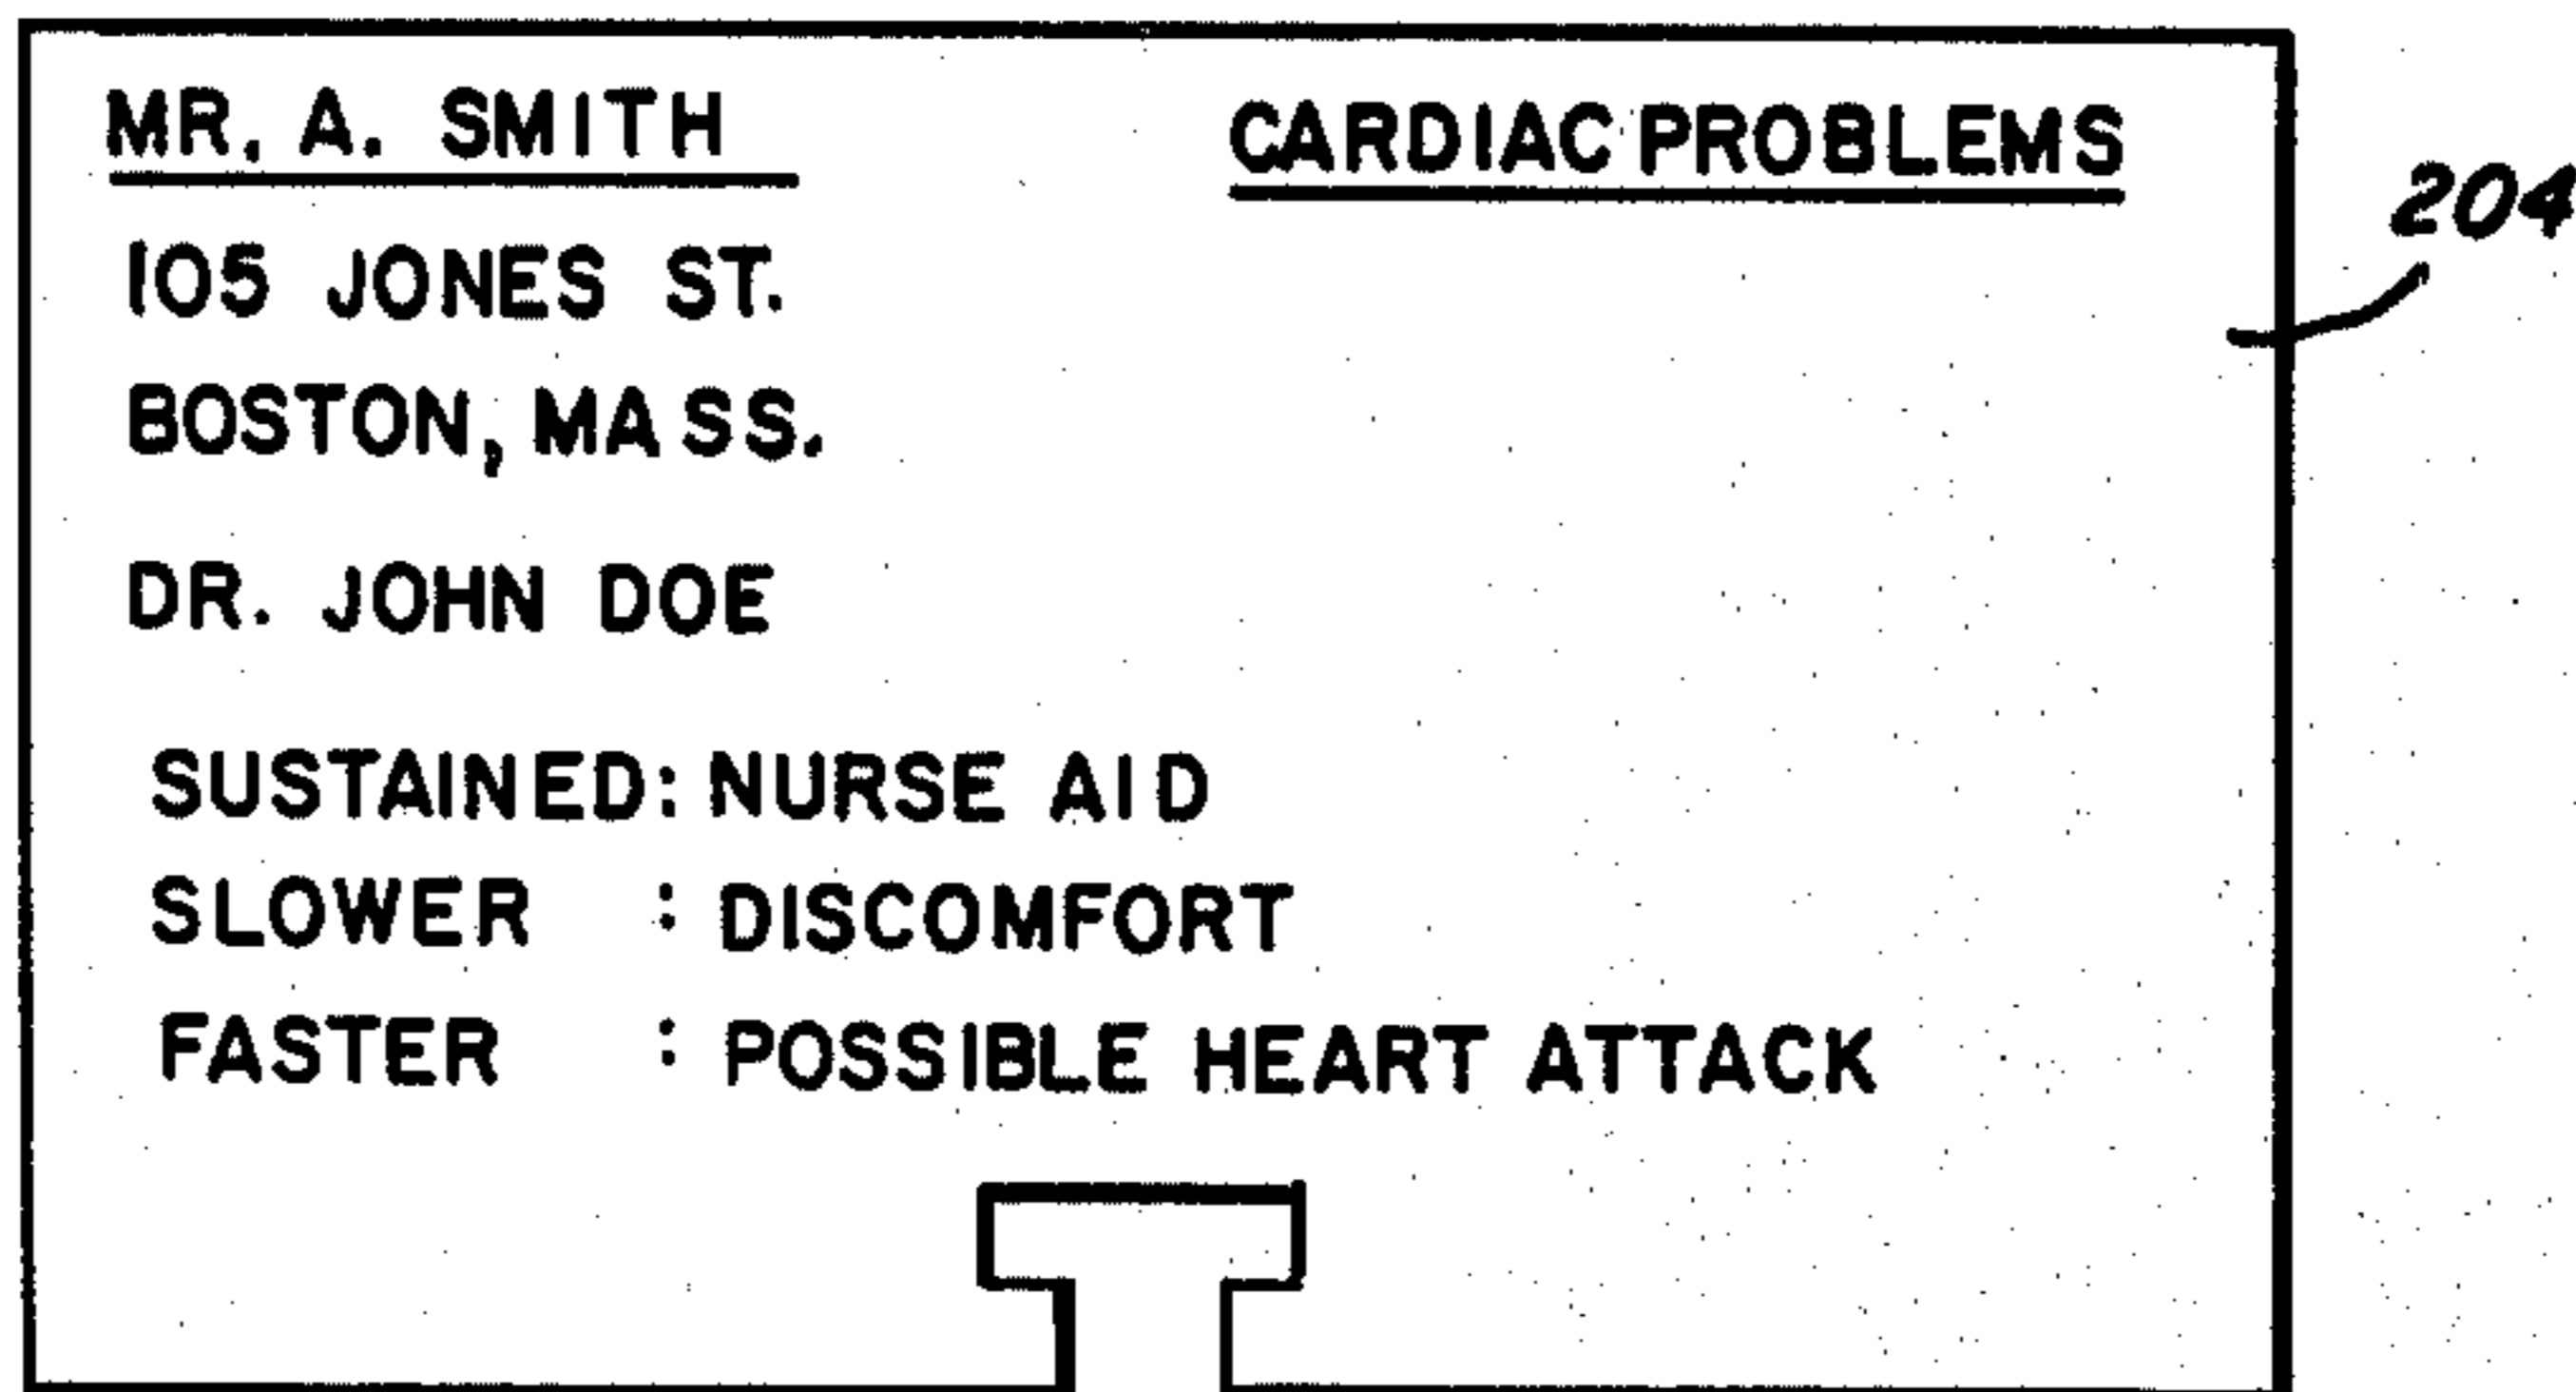 MR. A. SMITH CARDIAC PROBLEMS
204
105 JONES ST.
BOSTON, MASS.
DR. JOHN DOE
SUSTAINED: NURSE AID
SLOWER : DISCOMFORT
FASTER : POSSIBLE HEART ATTACK